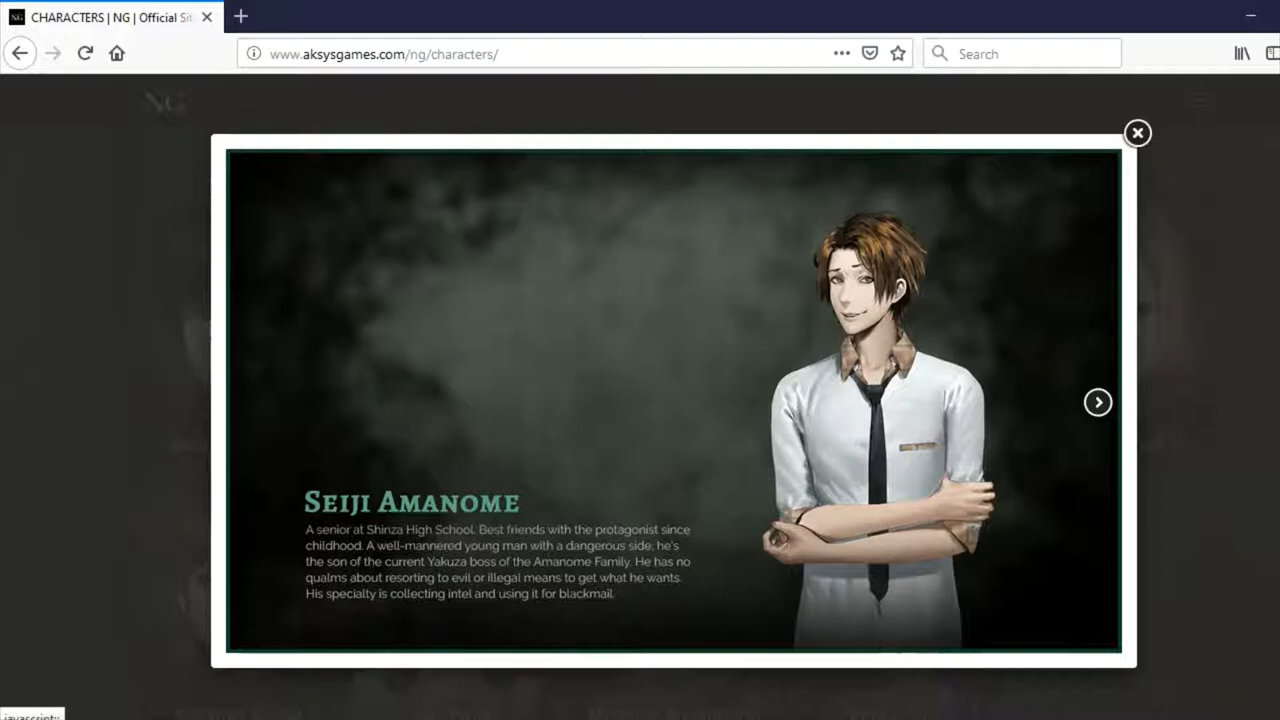 CHARACTERS | NG | Official Sit
www.aksysgames.com/ng/characters/
Search
NG
SEIJI AMANOME
A senior at Shinza High School. Best friends with the protagonist since
childhood. A well-mannered young man with a dangerous side; he's
the son of the current Yakuza boss of the Amanome Family. He has no
qualms about resorting to evil or illegal means to get what he wants.
His specialty is collecting intel and using it for blackmail.
javascript: